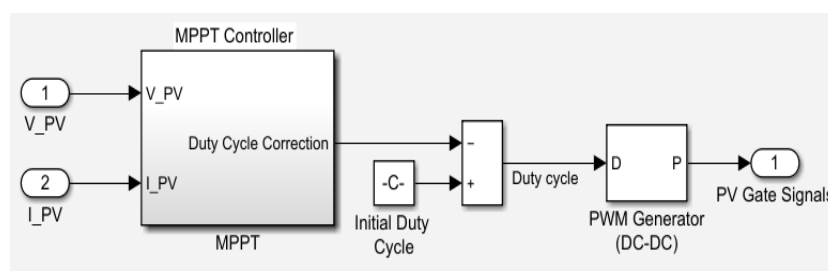 MPPT Controller
1
V_PV
V_PV
Duty Cycle Correction
2
I_PV
I_PV
MPPT
-C-
Initial Duty
Cycle
−
+
Duty cycle
D
P
PWM Generator
(DC-DC)
1
PV Gate Signals